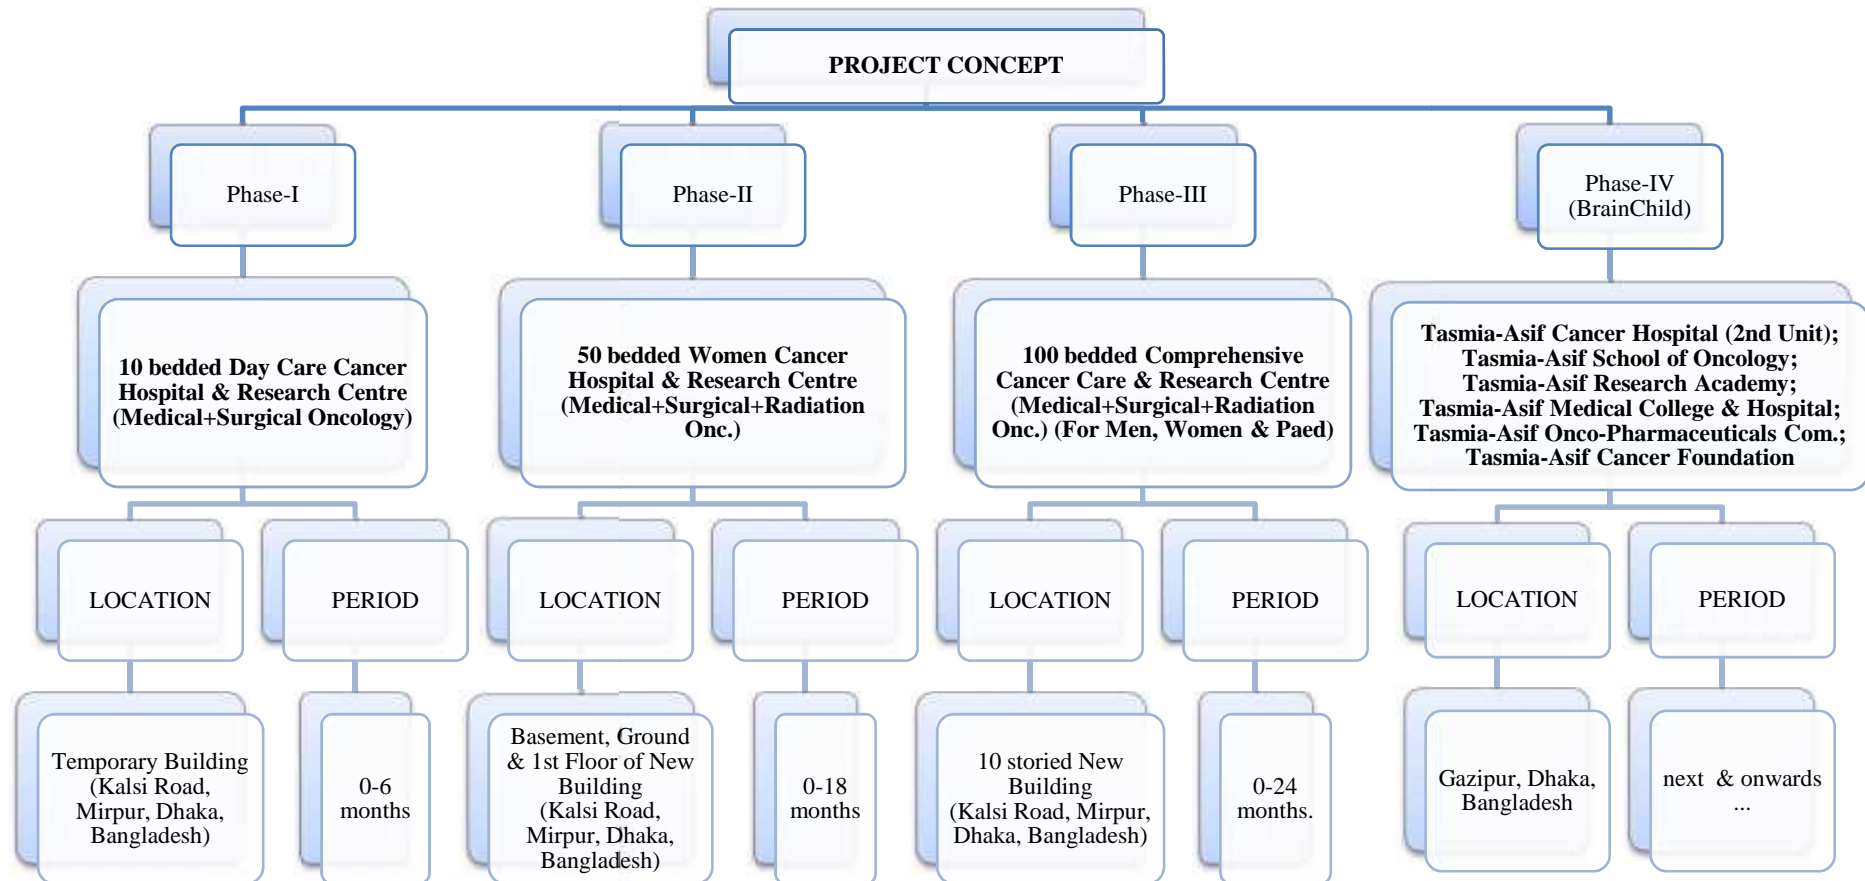 PROJECT CONCEPT
Phase-I
Phase-II
Phase-III
Phase-IV
(BrainChild)
10 bedded Day Care Cancer
Hospital & Research Centre
(Medical+Surgical Oncology)
50 bedded Women Cancer
Hospital & Research Centre
(Medical+Surgical+Radiation
Onc.)
100 bedded Comprehensive
Cancer Care & Research Centre
(Medical+Surgical+Radiation
Onc.) (For Men, Women & Paed)
Tasmia-Asif Cancer Hospital (2nd Unit);
Tasmia-Asif School of Oncology;
Tasmia-Asif Research Academy;
Tasmia-Asif Medical College & Hospital;
Tasmia-Asif Onco-Pharmaceuticals Com.;
Tasmia-Asif Cancer Foundation
LOCATION
PERIOD
LOCATION
PERIOD
LOCATION
PERIOD
LOCATION
PERIOD
Temporary Building
(Kalsi Road,
Mirpur, Dhaka,
Bangladesh)
0-6
months
Basement, Ground
& 1st Floor of New
Building
(Kalsi Road,
Mirpur, Dhaka,
Bangladesh)
0-18
months
10 storied New
Building
(Kalsi Road, Mirpur,
Dhaka, Bangladesh)
0-24
months.
Gazipur, Dhaka,
Bangladesh
next & onwards
...